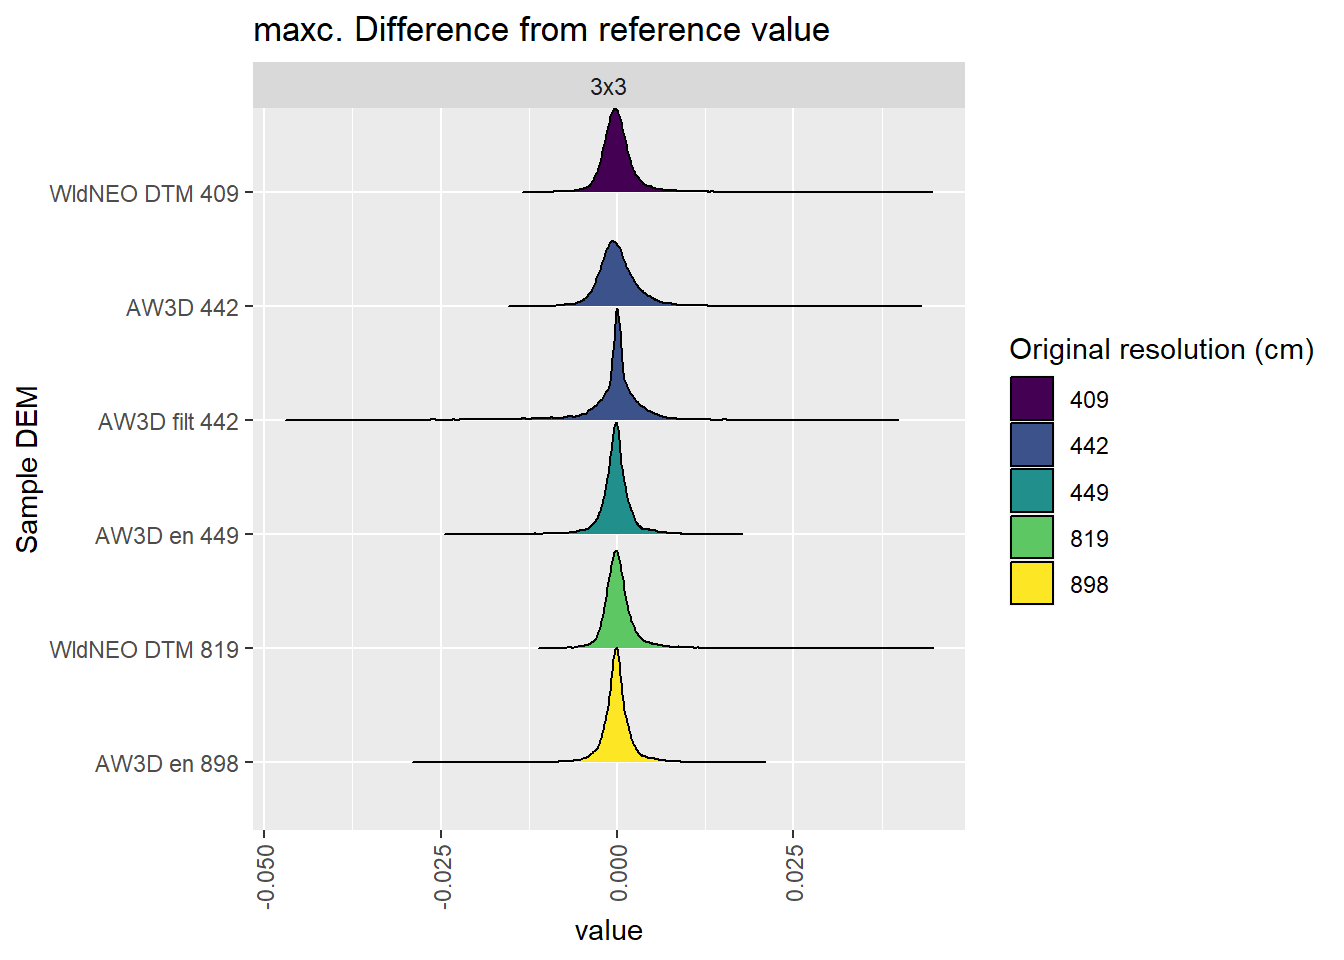 maxc. Difference from reference value
3x3
WldNEO DTM 409
AW3D 442
AW3D filt 442
AW3D en 449
WldNEO DTM 819
AW3D en 898
Sample DEM
-0.050
-0.025
0.000
0.025
value
Original resolution (cm)
409
442
449
819
898